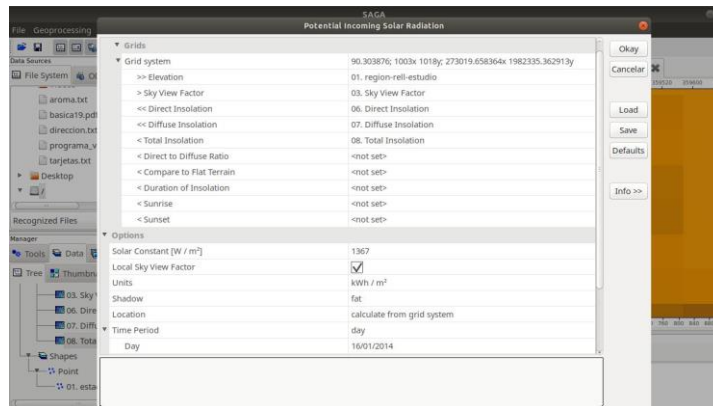 SAGA
Potential Incoming Solar Radiation
File Geoprocessing
Data Sources
File System
aroma.txt
basica19.pdf
direccion.txt
programa_v
tarjetas.txt
Desktop
/
Recognized Files
Manager
Tools Data
Tree Thumbn
03. Sky
06. Dire
07. Diff
08. Tota
Shapes
Point
01. esta
Grids
Grid system 90.303876; 1003x 1018y; 273019.658364x 1982335.362913y
>> Elevation 01. region-rell-estudio
> Sky View Factor 03. Sky View Factor
<< Direct Insolation 06. Direct Insolation
<< Diffuse Insolation 07. Diffuse Insolation
< Total Insolation 08. Total Insolation
< Direct to Diffuse Ratio <not set>
< Compare to Flat Terrain <not set>
< Duration of Insolation <not set>
< Sunrise <not set>
< Sunset <not set>
Options
Solar Constant [W / m²] 1367
Local Sky View Factor
Units kWh / m²
Shadow fat
Location calculate from grid system
Time Period day
Day 16/01/2014
Okay
Cancelar
Load
Save
Defaults
Info >>
359520 359600